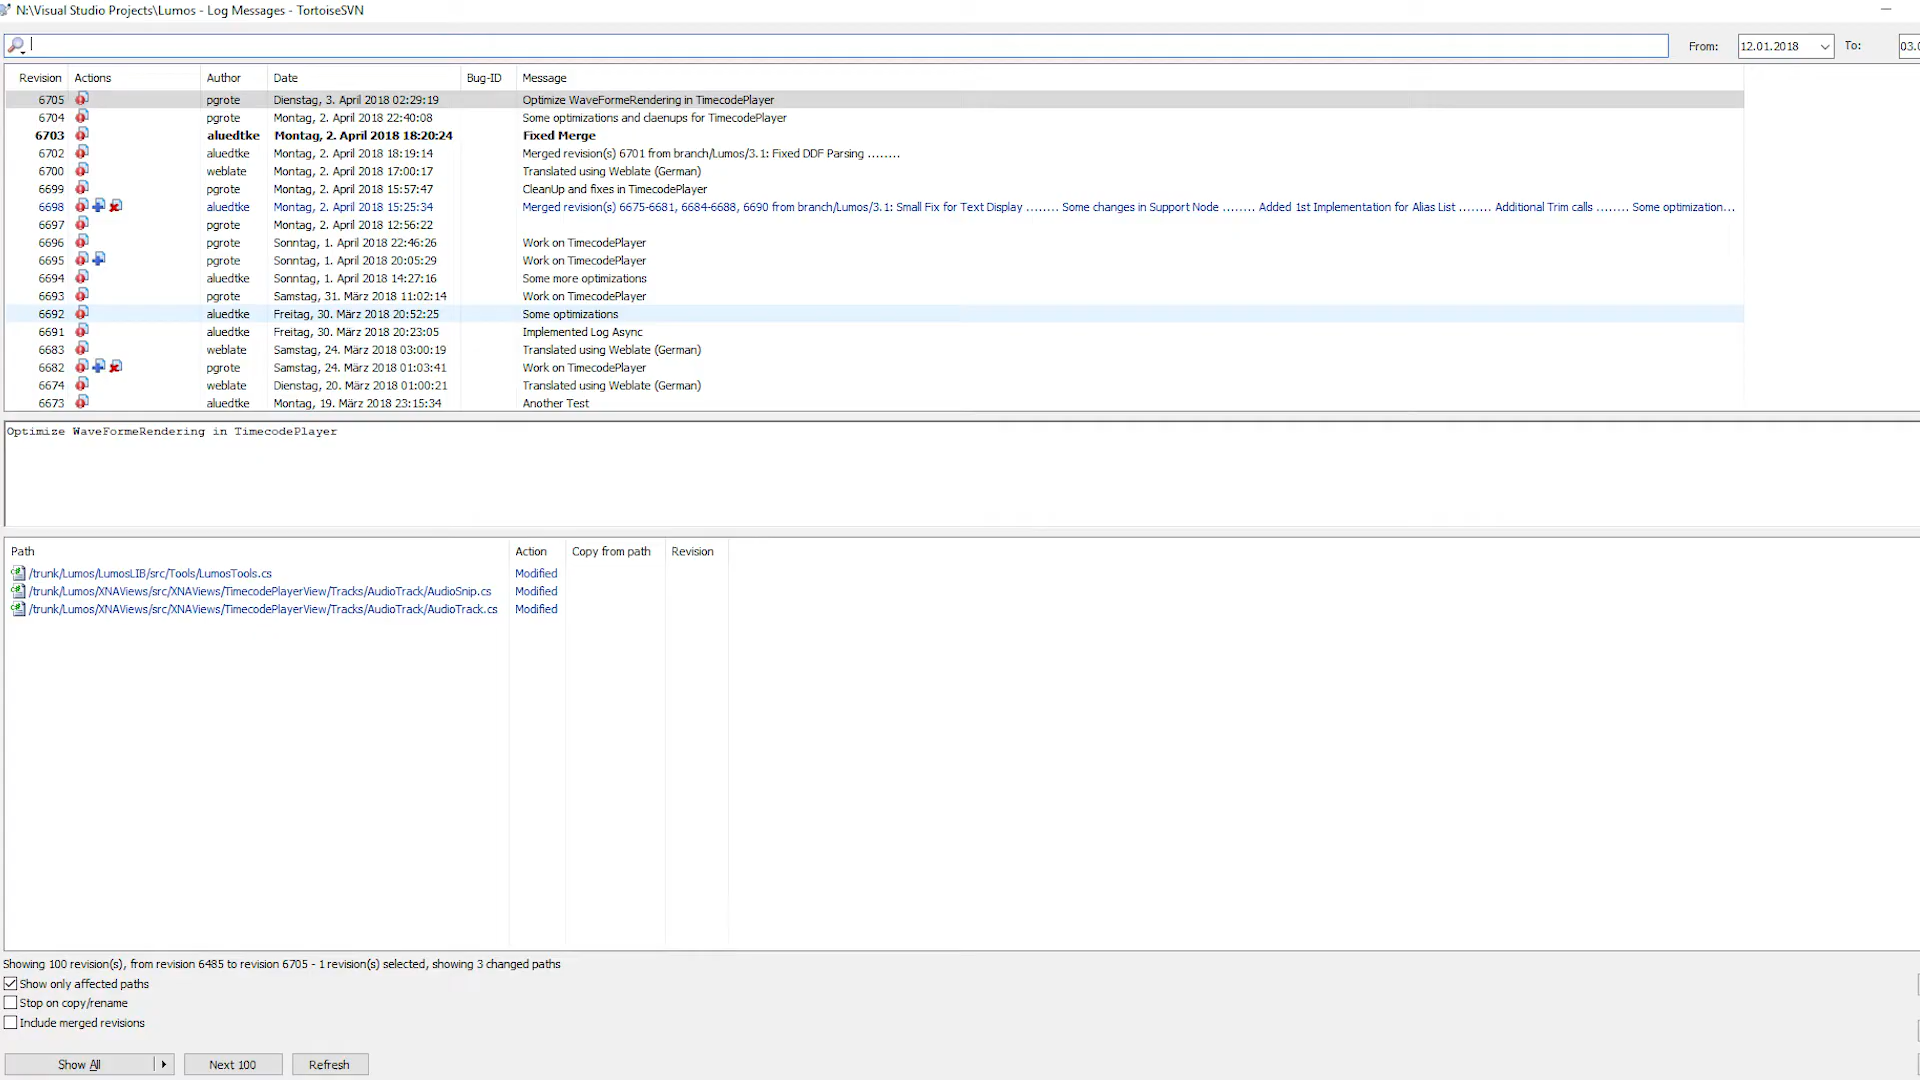 N:\Visual Studio Projects\Lumos - Log Messages - TortoiseSVN
From: 12.01.2018 To: 03.0
Revision Actions Author Date Bug-ID Message
6705 pgrote Dienstag, 3. April 2018 02:29:19 Optimize WaveFormeRendering in TimecodePlayer
6704 pgrote Montag, 2. April 2018 22:40:08 Some optimizations and claenups for TimecodePlayer
6703 aluedtke Montag, 2. April 2018 18:20:24 Fixed Merge
6702 aluedtke Montag, 2. April 2018 18:19:14 Merged revision(s) 6701 from branch/Lumos/3.1: Fixed DDF Parsing ........
6700 weblate Montag, 2. April 2018 17:00:17 Translated using Weblate (German)
6699 pgrote Montag, 2. April 2018 15:57:47 CleanUp and fixes in TimecodePlayer
6698 aluedtke Montag, 2. April 2018 15:25:34 Merged revision(s) 6675-6681, 6684-6688, 6690 from branch/Lumos/3.1: Small Fix for Text Display ........ Some changes in Support Node ........ Added 1st Implementation for Alias List ........ Additional Trim calls ........ Some optimization...
6697 pgrote Montag, 2. April 2018 12:56:22
6696 pgrote Sonntag, 1. April 2018 22:46:26 Work on TimecodePlayer
6695 pgrote Sonntag, 1. April 2018 20:05:29 Work on TimecodePlayer
6694 aluedtke Sonntag, 1. April 2018 14:27:16 Some more optimizations
6693 pgrote Samstag, 31. März 2018 11:02:14 Work on TimecodePlayer
6692 aluedtke Freitag, 30. März 2018 20:52:25 Some optimizations
6691 aluedtke Freitag, 30. März 2018 20:23:05 Implemented Log Async
6683 weblate Samstag, 24. März 2018 03:00:19 Translated using Weblate (German)
6682 pgrote Samstag, 24. März 2018 01:03:41 Work on TimecodePlayer
6674 weblate Dienstag, 20. März 2018 01:00:21 Translated using Weblate (German)
6673 aluedtke Montag, 19. März 2018 23:15:34 Another Test
Optimize WaveFormeRendering in TimecodePlayer
Path Action Copy from path Revision
/trunk/Lumos/LumosLIB/src/Tools/LumosTools.cs Modified
/trunk/Lumos/XNAViews/src/XNAViews/TimecodePlayerView/Tracks/AudioTrack/AudioSnip.cs Modified
/trunk/Lumos/XNAViews/src/XNAViews/TimecodePlayerView/Tracks/AudioTrack/AudioTrack.cs Modified
Showing 100 revision(s), from revision 6485 to revision 6705 - 1 revision(s) selected, showing 3 changed paths
Show only affected paths
Stop on copy/rename
Include merged revisions
Show All Next 100 Refresh